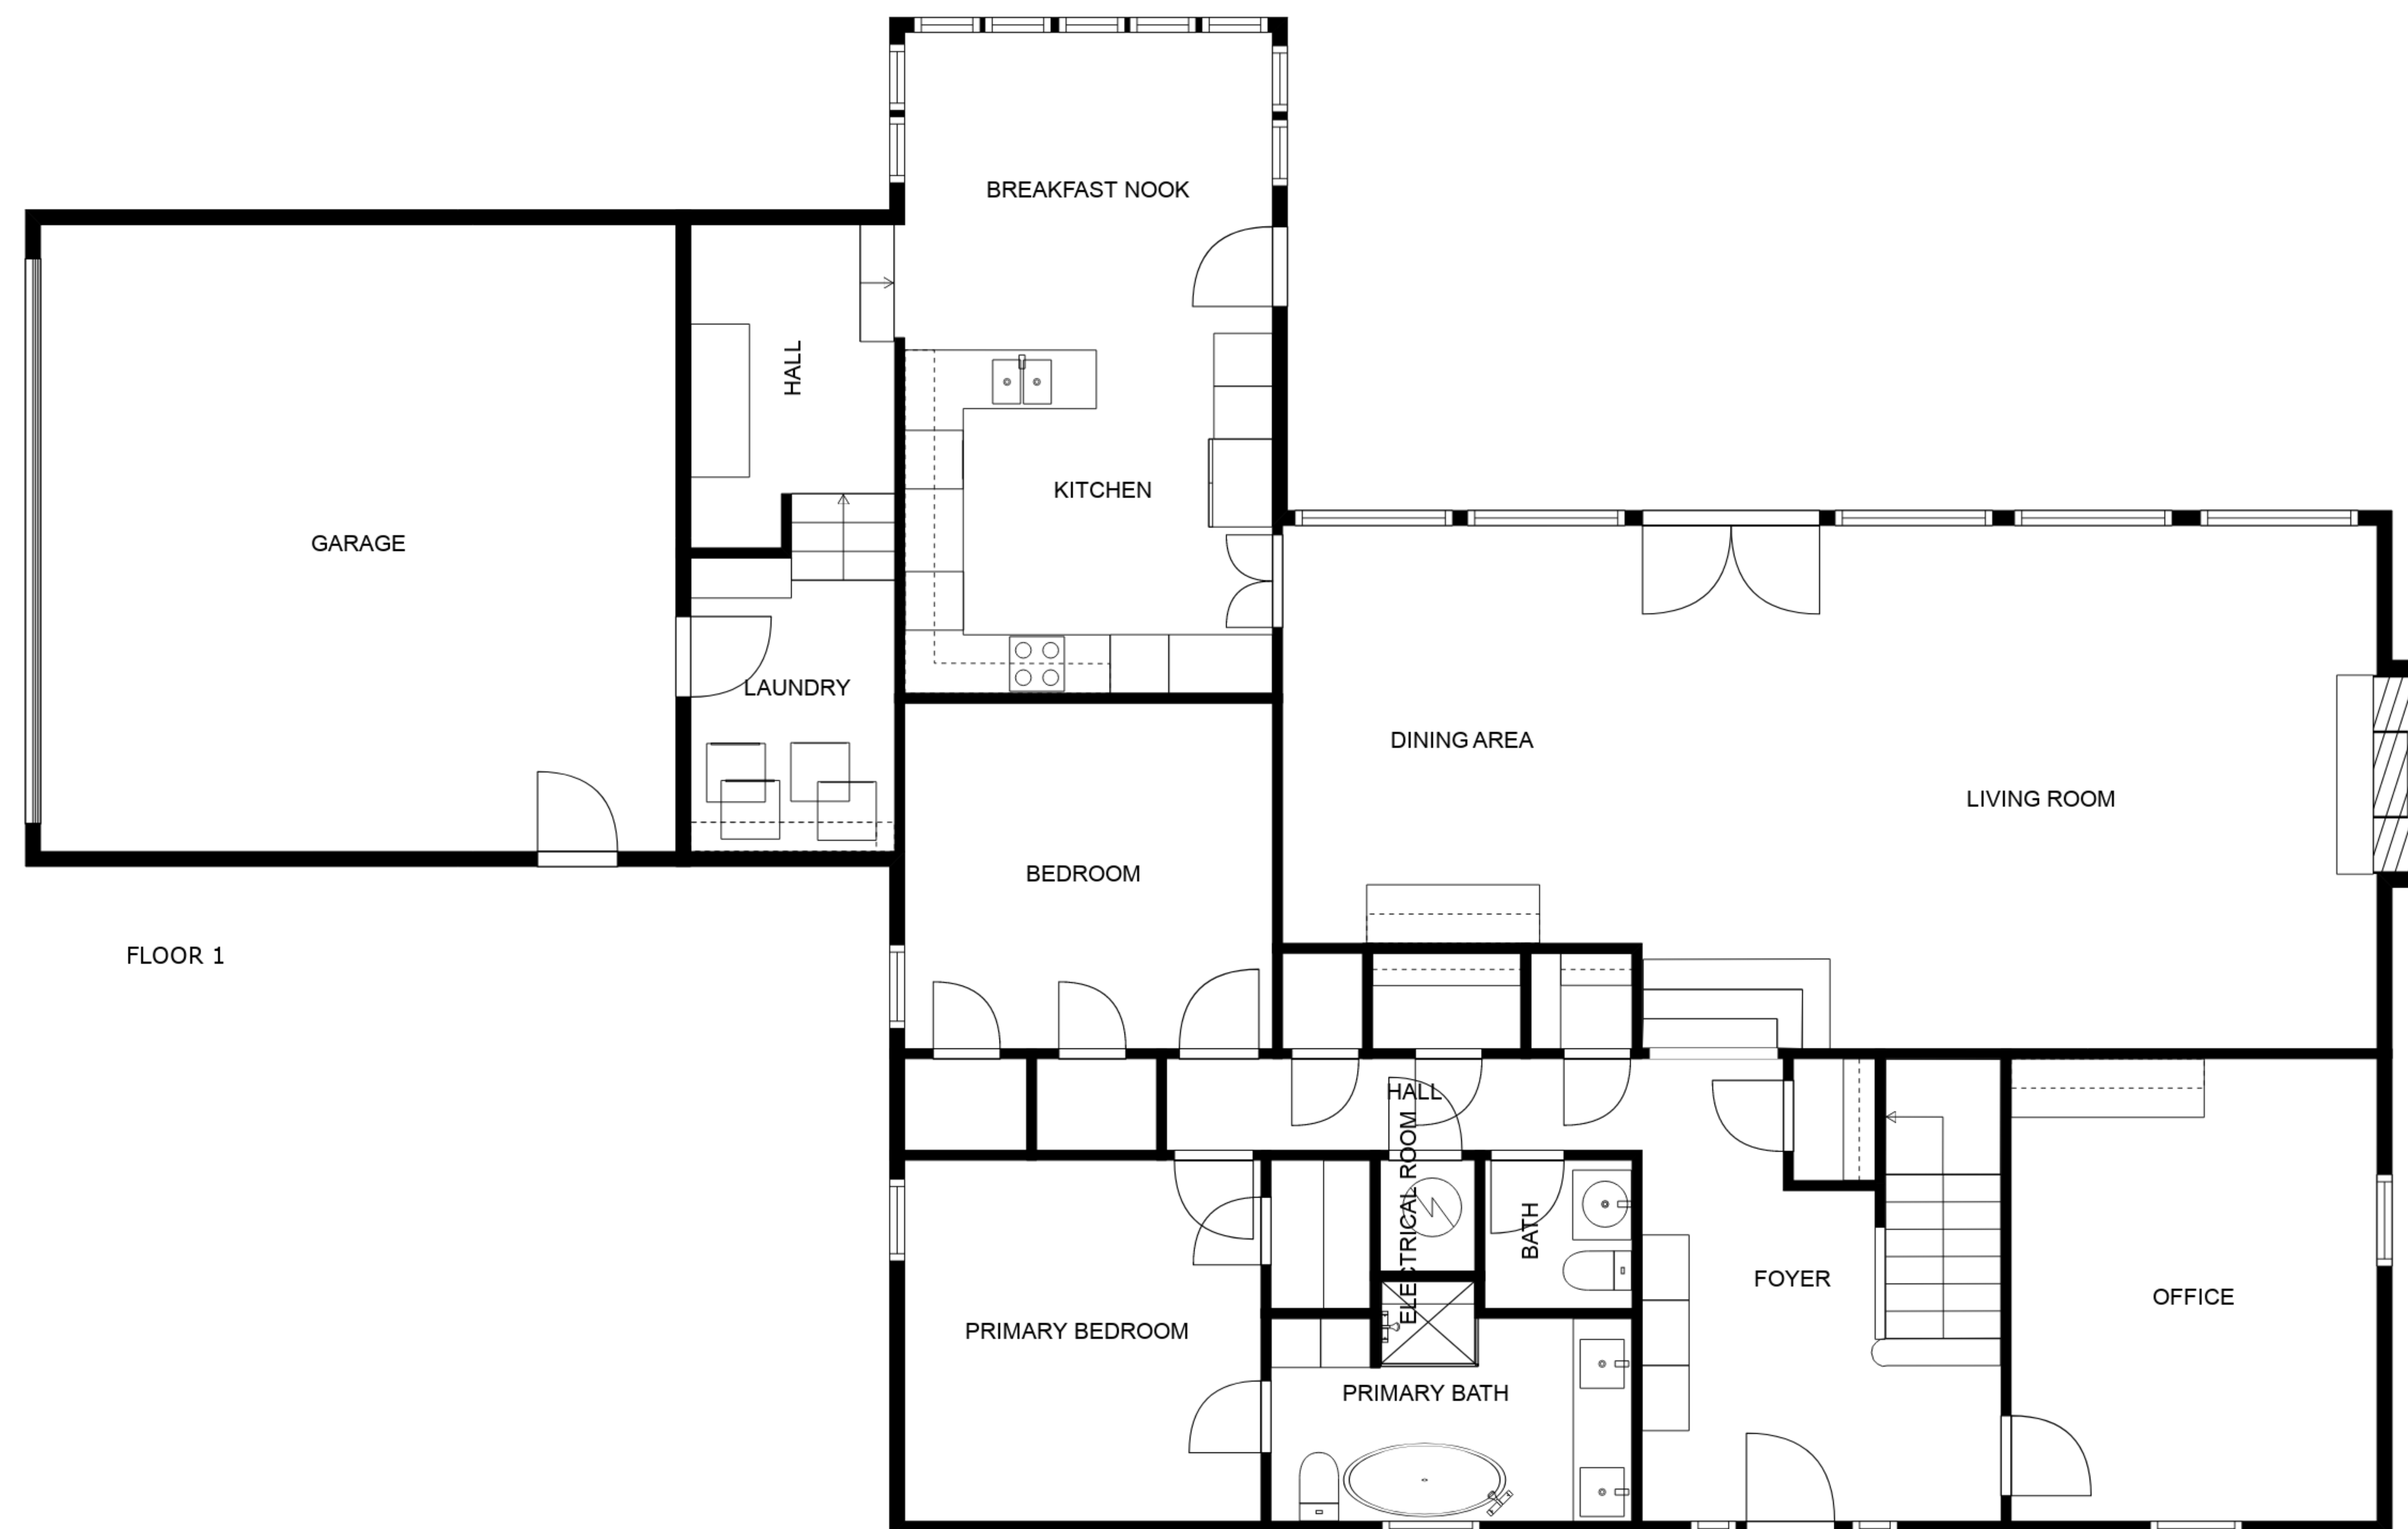 BREAKFAST NOOK
HALL
KITCHEN
GARAGE
LAUNDRY
DINING AREA
LIVING ROOM
BEDROOM
FLOOR 1
HALL
ELECTRICAL ROOM
BATH
FOYER
OFFICE
PRIMARY BEDROOM
PRIMARY BATH